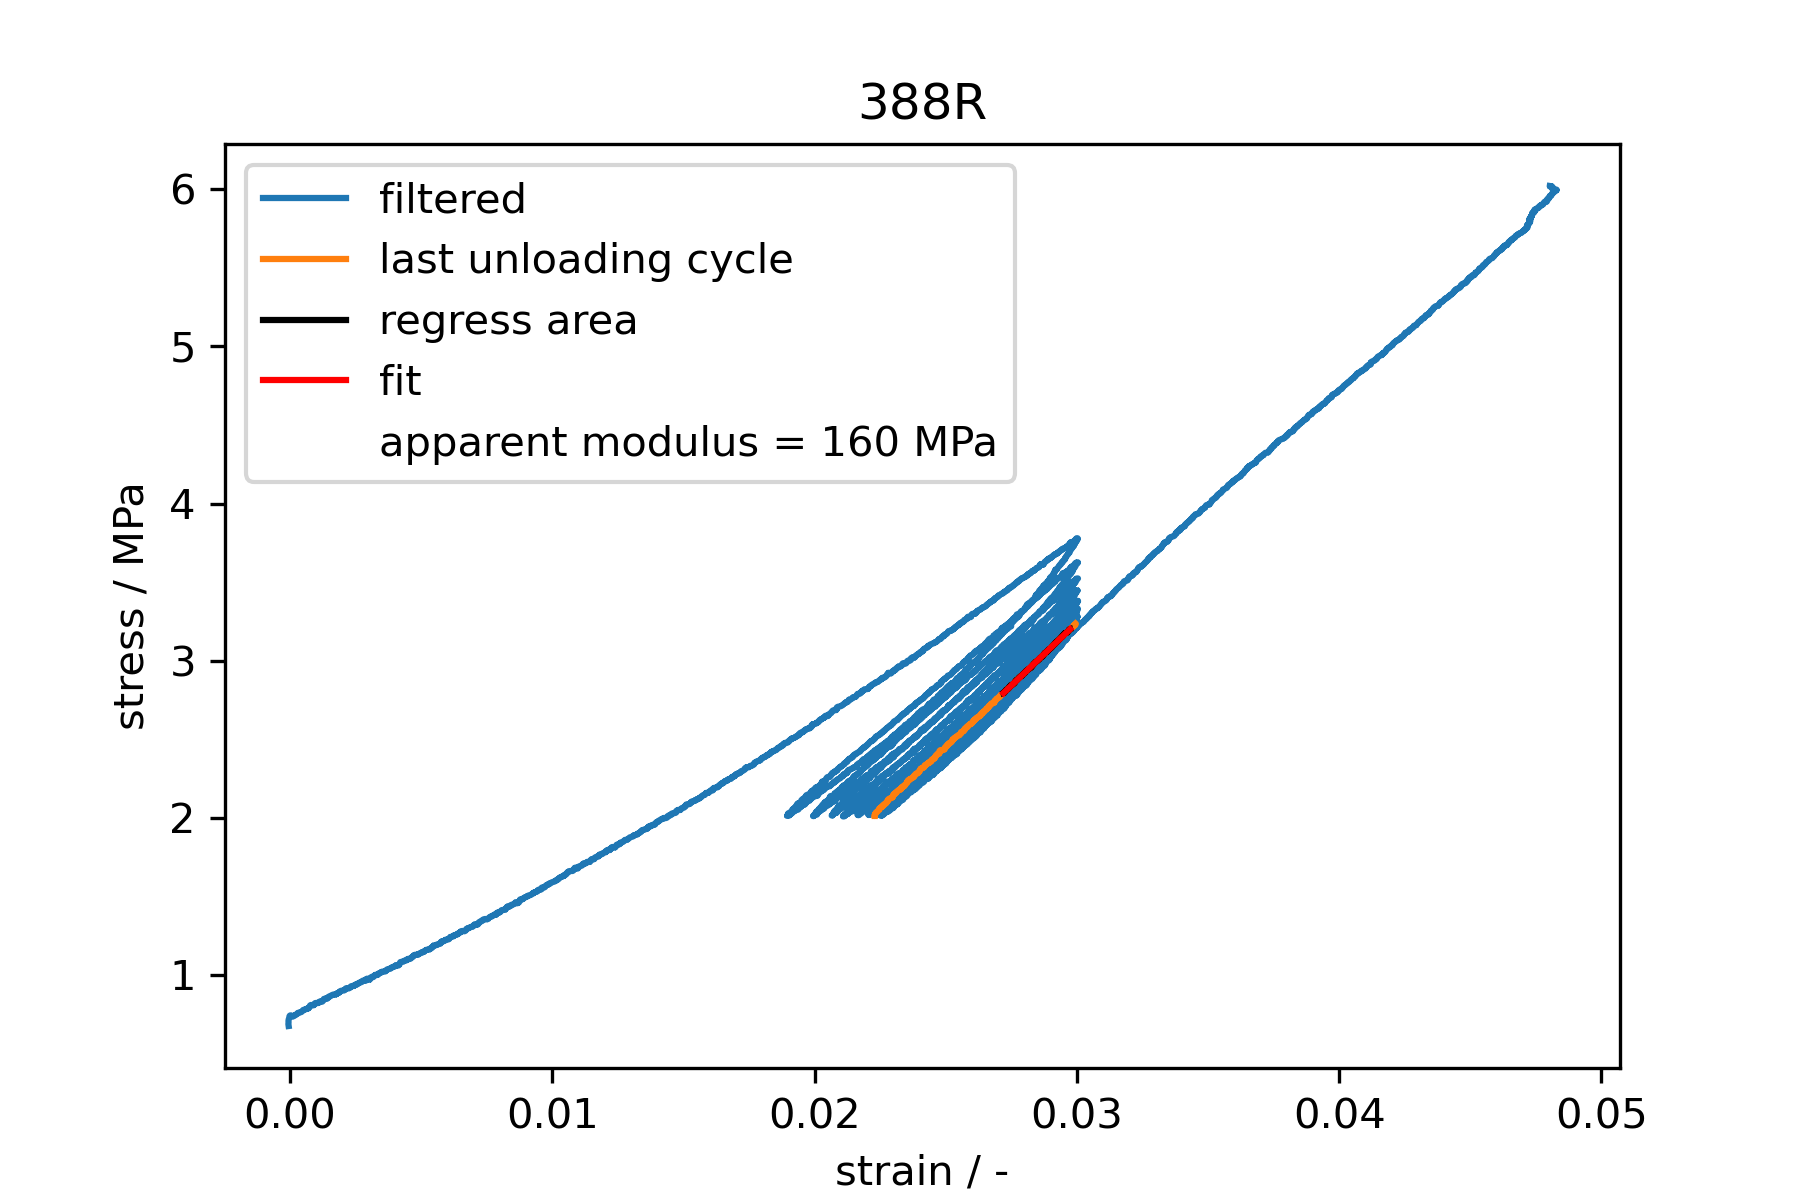 388R
filtered
last unloading cycle
regress area
fit
apparent modulus = 160 MPa
stress / MPa
6
5
4
3
2
1
0.00 0.01 0.02 0.03 0.04 0.05
strain / -